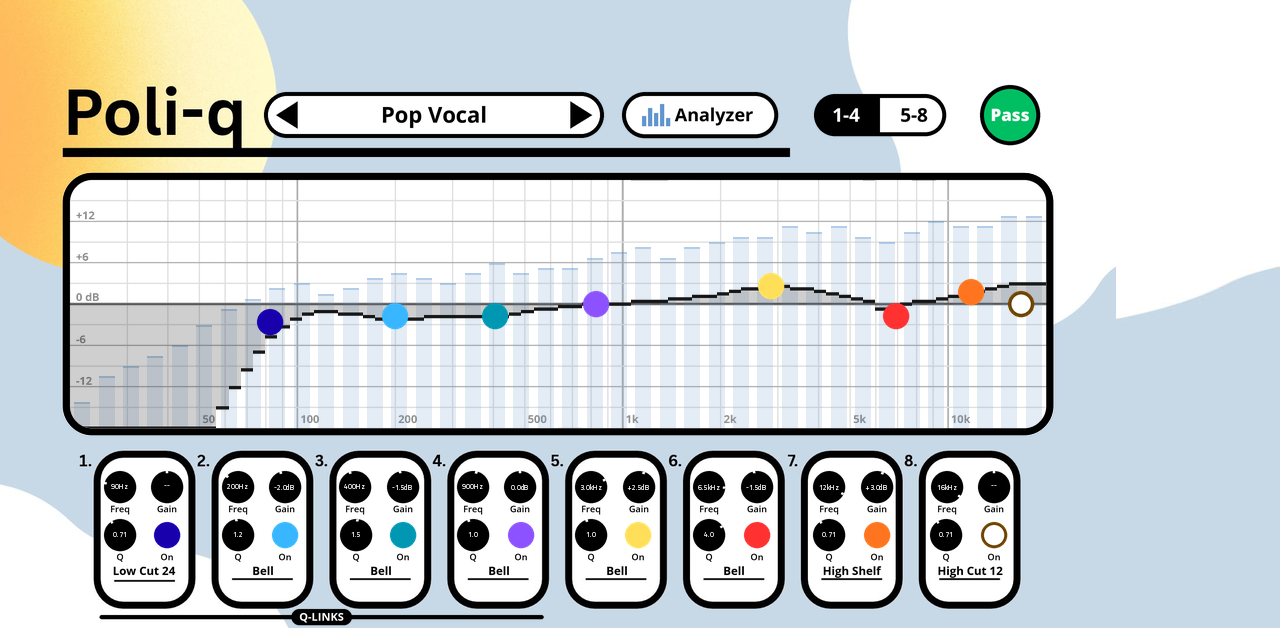 Poli-q
Pop Vocal
Analyzer
1-4 5-8
Pass
+12
+6
0 dB
-6
-12
50 100 200 500 1k 2k 5k 10k
1. 2. 3. 4. 5. 6. 7. 8.
90Hz -- 200Hz -2.0dB 400Hz -1.5dB 900Hz 0.0dB 3.0kHz +2.5dB 6.5kHz -1.5dB 12kHz +3.0dB 16kHz --
Freq Gain Freq Gain Freq Gain Freq Gain Freq Gain Freq Gain Freq Gain Freq Gain
0.71 1.2 1.5 1.0 1.0 4.0 0.71 0.71
Q On Q On Q On Q On Q On Q On Q On Q On
Low Cut 24 Bell Bell Bell Bell Bell High Shelf High Cut 12
Q-LINKS